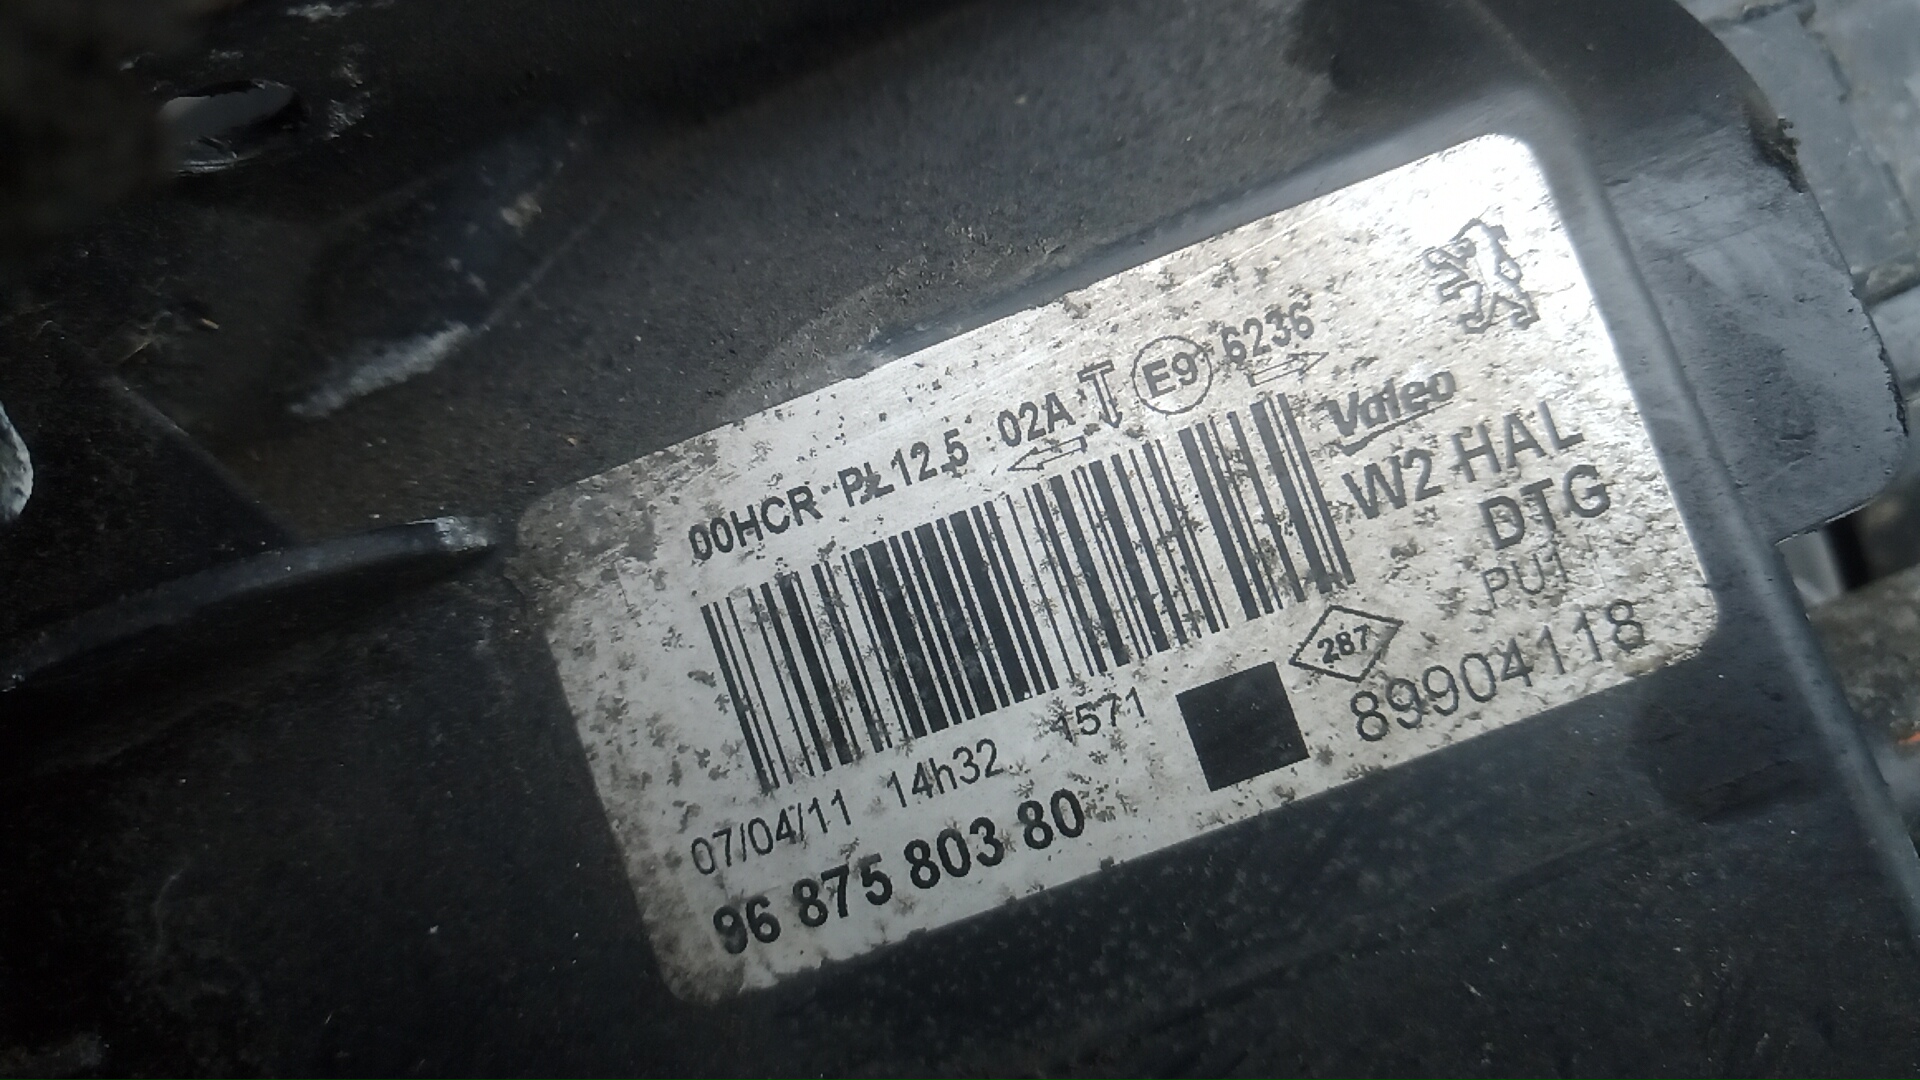 00HCR PL 12.5 02A E9 6236
Valeo
W2 HAL
DTG
PU1
287
89904118
07/04/11 14h32 1571
96 875 803 80